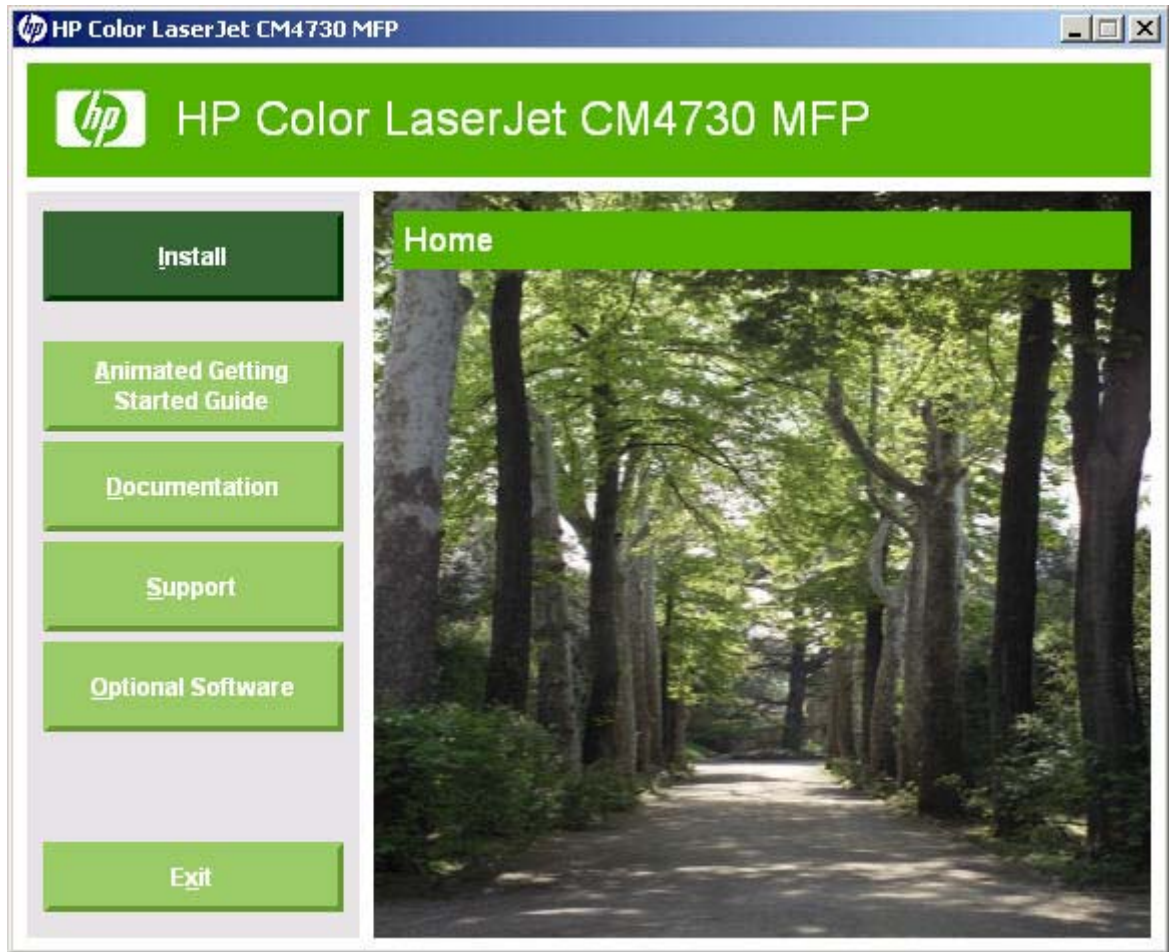 HP Color LaserJet CM4730 MFP
hp HP Color LaserJet CM4730 MFP
Install
Home
Animated Getting
Started Guide
Documentation
Support
Optional Software
Exit